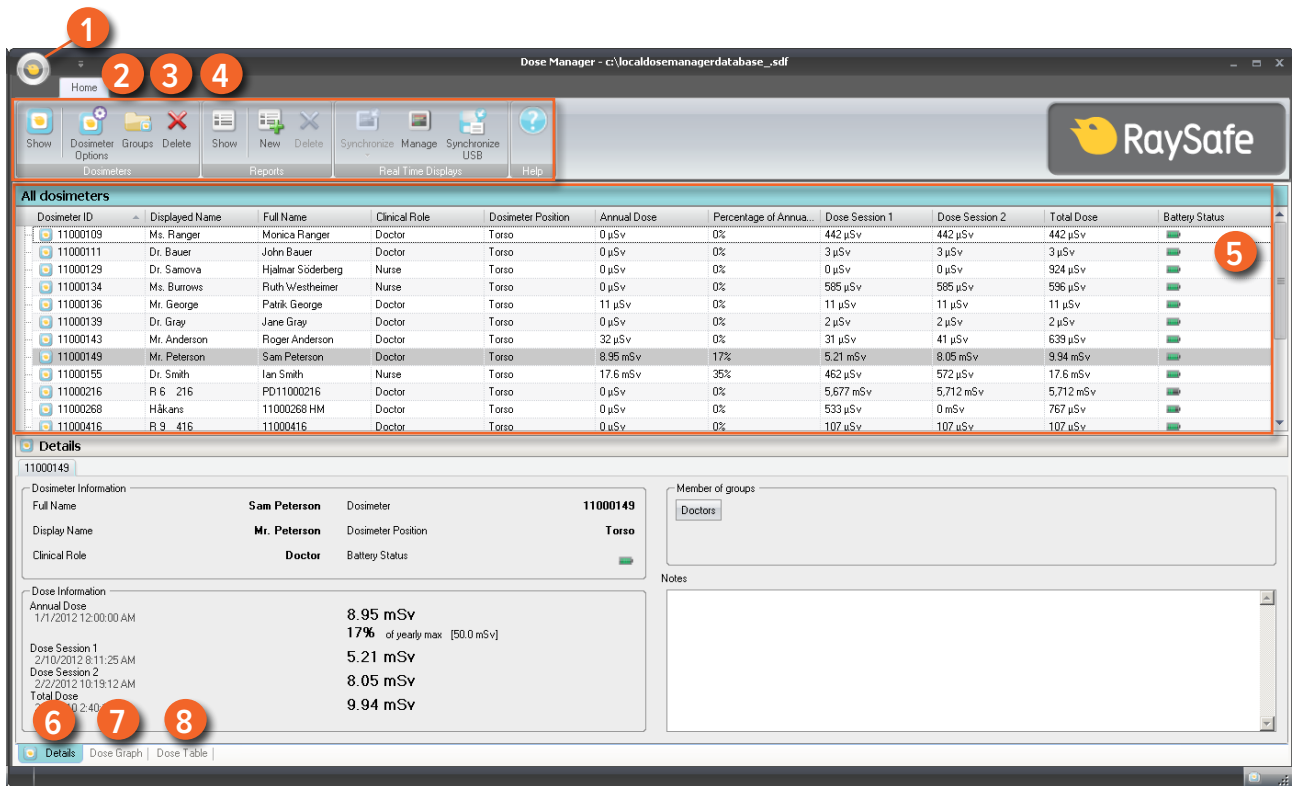 1
Dose Manager - c:\localdosemanagerdatabase_.sdf
2 3 4
Home
Show Dosimeter Options Groups Delete Show New Delete Synchronize Manage Synchronize USB
Dosimeters Reports Real Time Displays Help
RaySafe
All dosimeters
Dosimeter ID Displayed Name Full Name Clinical Role Dosimeter Position Annual Dose Percentage of Annua... Dose Session 1 Dose Session 2 Total Dose Battery Status
11000109 Ms. Ranger Monica Ranger Doctor Torso 0 µSv 0% 442 µSv 442 µSv 442 µSv
11000111 Dr. Bauer John Bauer Doctor Torso 0 µSv 0% 3 µSv 3 µSv 3 µSv
5
11000129 Dr. Samova Hjalmar Söderberg Nurse Torso 0 µSv 0% 0 µSv 0 µSv 924 µSv
11000134 Ms. Burrows Ruth Westheimer Nurse Torso 0 µSv 0% 585 µSv 585 µSv 596 µSv
11000136 Mr. George Patrik George Doctor Torso 11 µSv 0% 11 µSv 11 µSv 11 µSv
11000139 Dr. Gray Jane Gray Doctor Torso 0 µSv 0% 2 µSv 2 µSv 2 µSv
11000143 Mr. Anderson Roger Anderson Doctor Torso 32 µSv 0% 31 µSv 41 µSv 639 µSv
11000149 Mr. Peterson Sam Peterson Doctor Torso 8.95 mSv 17% 5.21 mSv 8.05 mSv 9.94 mSv
11000155 Dr. Smith Ian Smith Nurse Torso 17.6 mSv 35% 462 µSv 572 µSv 17.6 mSv
11000216 R 6 216 PD11000216 Doctor Torso 0 µSv 0% 5,677 mSv 5,712 mSv 5,712 mSv
11000268 Håkans 11000268 HM Doctor Torso 0 µSv 0% 533 µSv 0 mSv 767 µSv
11000416 R 9 416 11000416 Doctor Torso 0 µSv 0% 107 µSv 107 µSv 107 µSv
Details
11000149
Dosimeter Information
Full Name Sam Peterson Dosimeter 11000149
Display Name Mr. Peterson Dosimeter Position Torso
Clinical Role Doctor Battery Status
Member of groups
Doctors
Notes
Dose Information
Annual Dose
1/1/2012 12:00:00 AM 8.95 mSv
17% of yearly max [50.0 mSv]
Dose Session 1
2/10/2012 8:11:25 AM 5.21 mSv
Dose Session 2
2/2/2012 10:19:12 AM 8.05 mSv
Total Dose
9.94 mSv
6 7 8
Details Dose Graph Dose Table